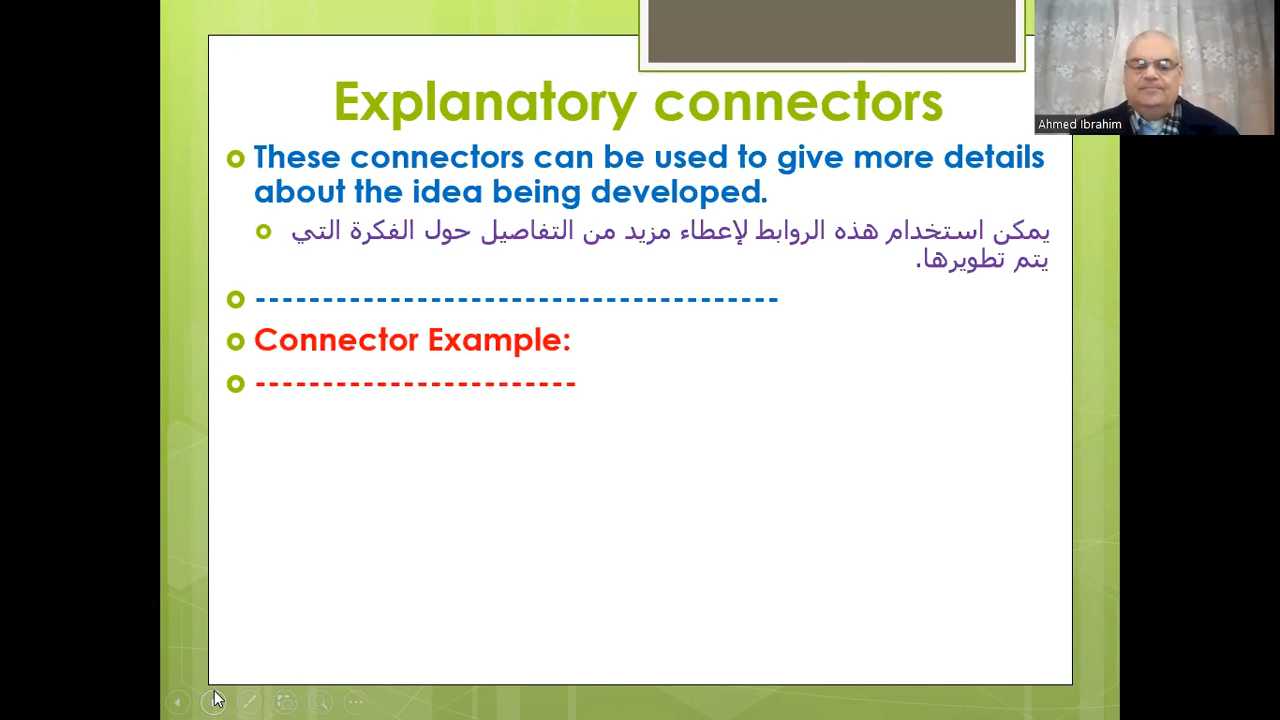 Explanatory connectors
Ahmed Ibrahim
These connectors can be used to give more details
about the idea being developed.
يمكن استخدام هذه الروابط لإعطاء مزيد من التفاصيل حول الفكرة التي
يتم تطويرها.
---------------------------------------
Connector Example:
------------------------